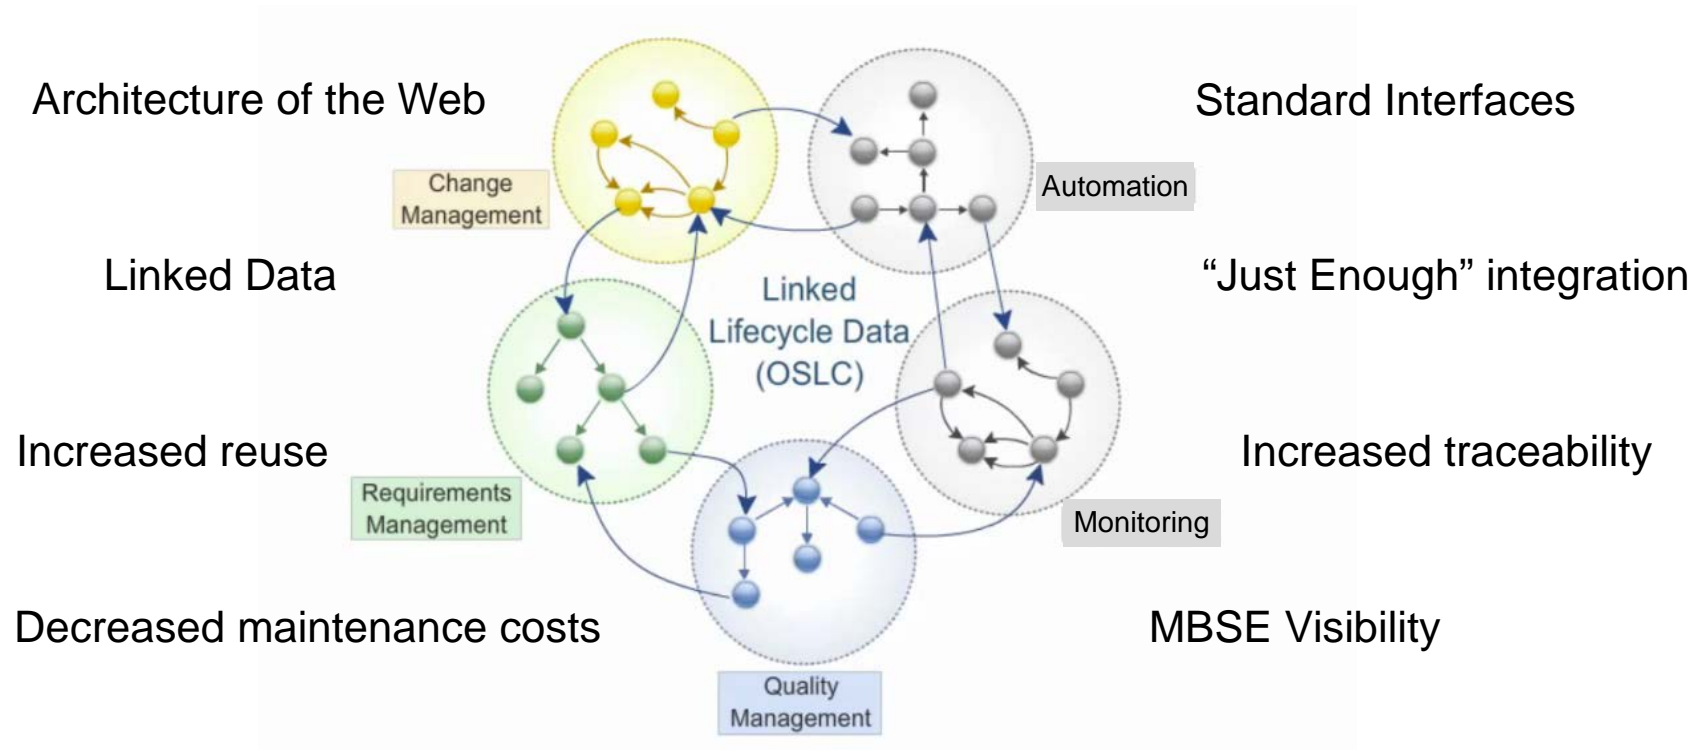 Architecture of the Web
Standard Interfaces
Change
Management
Automation
Linked Data
“Just Enough” integration
Linked
Lifecycle Data
(OSLC)
Increased reuse
Increased traceability
Requirements
Management
Monitoring
Decreased maintenance costs
MBSE Visibility
Quality
Management